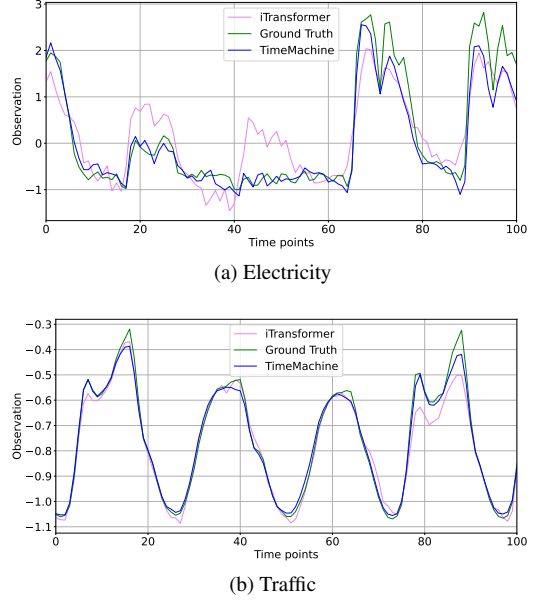 3
2
1
0
−1
Observation
iTransformer
Ground Truth
TimeMachine
0 20 40 60 80 100
Time points
(a) Electricity
−0.3
−0.4
−0.5
−0.6
−0.7
−0.8
−0.9
−1.0
−1.1
Observation
iTransformer
Ground Truth
TimeMachine
0 20 40 60 80 100
Time points
(b) Traffic